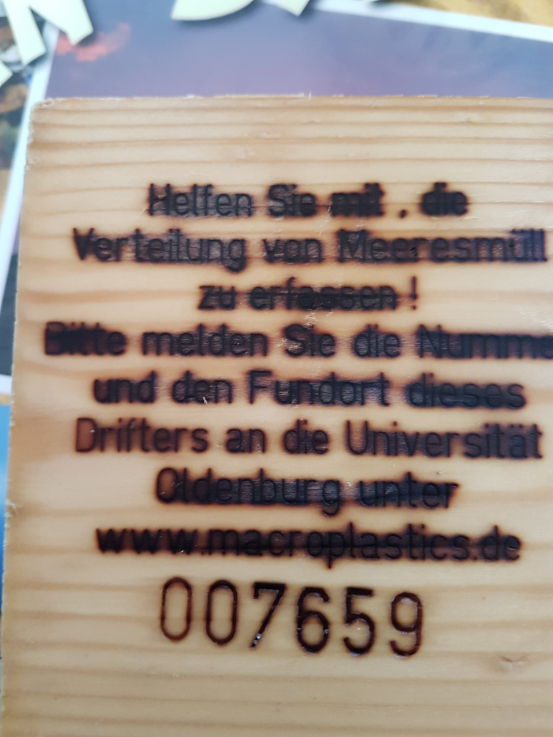 Helfen Sie mit, die
Verteilung von Meeresmüll
zu erfassen!
Bitte melden Sie die Numme
und den Fundort dieses
Drifters an die Universität
Oldenburg unter
www.macroplastics.de
007659